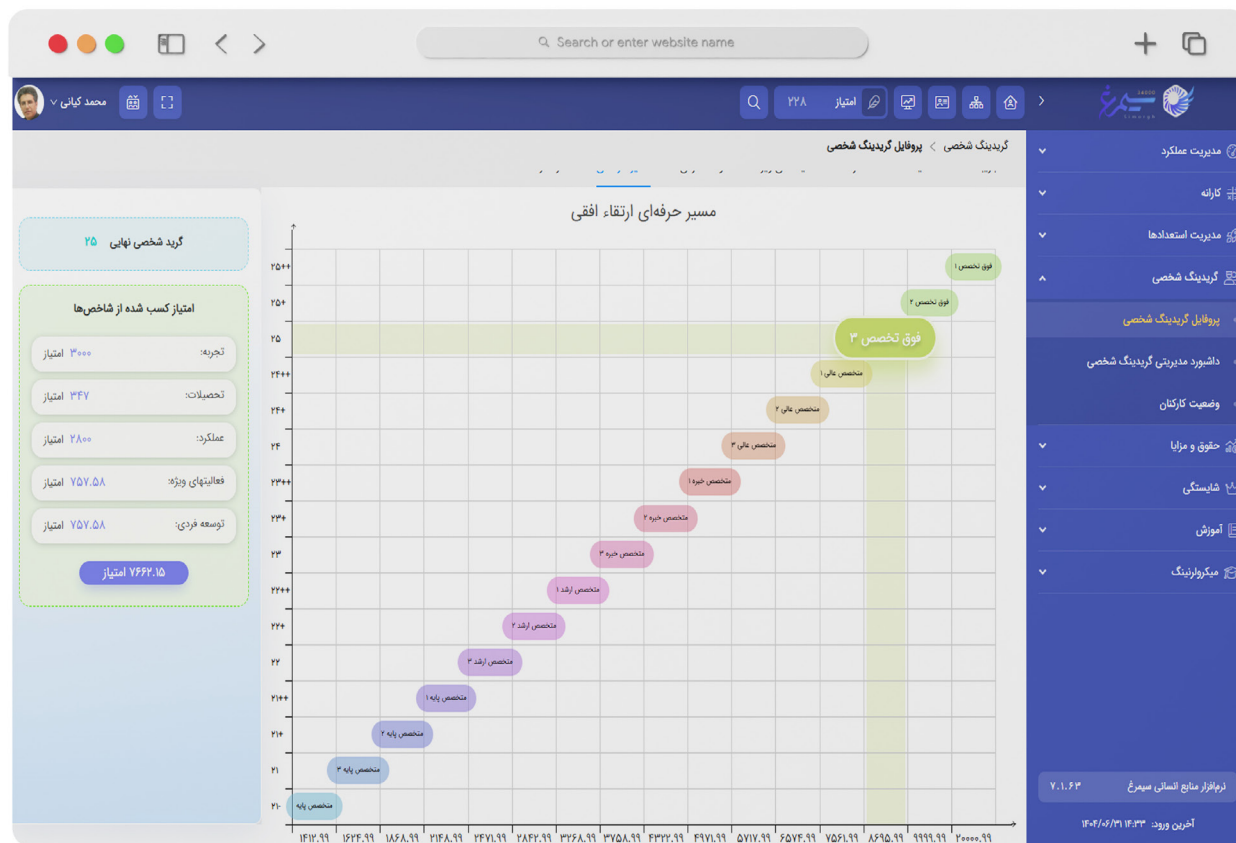 Search or enter website name
سیمرغ
simorgh
امتیاز ۲۲۸
محمد کیانی
گریدینگ شخصی > پروفایل گریدینگ شخصی
مدیریت عملکرد
کارانه
مدیریت استعدادها
گریدینگ شخصی
پروفایل گریدینگ شخصی
داشبورد مدیریتی گریدینگ شخصی
وضعیت کارکنان
حقوق و مزایا
شایستگی
آموزش
میکرولرنینگ
نرم‌افزار منابع انسانی سیمرغ ۷.۱.۶۳
آخرین ورود: ۱۴۰۴/۰۶/۳۱ ۱۴:۳۳
مسیر حرفه‌ای ارتقاء افقی
۲۵++
فوق تخصص ۱
۲۵+
فوق تخصص ۲
۲۵
فوق تخصص ۳
۲۴++
متخصص عالی ۱
۲۴+
متخصص عالی ۲
۲۴
متخصص عالی ۳
۲۳++
متخصص خبره ۱
۲۳+
متخصص خبره ۲
۲۳
متخصص خبره ۳
۲۲++
متخصص ارشد ۱
۲۲+
متخصص ارشد ۲
۲۲
متخصص ارشد ۳
۲۱++
متخصص پایه ۱
۲۱+
متخصص پایه ۲
۲۱
متخصص پایه ۳
۲۱-
متخصص پایه
۱۴۱۲.۹۹ ۱۶۲۴.۹۹ ۱۸۶۸.۹۹ ۲۱۴۸.۹۹ ۲۴۷۱.۹۹ ۲۸۴۲.۹۹ ۳۲۶۸.۹۹ ۳۷۵۸.۹۹ ۴۳۲۲.۹۹ ۴۹۷۱.۹۹ ۵۷۱۷.۹۹ ۶۵۷۴.۹۹ ۷۵۶۱.۹۹ ۸۶۹۵.۹۹ ۹۹۹۹.۹۹ ۲۰۰۰۰.۹۹
گرید شخصی نهایی ۲۵
امتیاز کسب شده از شاخص‌ها
تجربه: ۳۰۰۰ امتیاز
تحصیلات: ۳۴۷ امتیاز
عملکرد: ۲۸۰۰ امتیاز
فعالیتهای ویژه: ۷۵۷.۵۸ امتیاز
توسعه فردی: ۷۵۷.۵۸ امتیاز
۷۶۶۲.۱۵ امتیاز